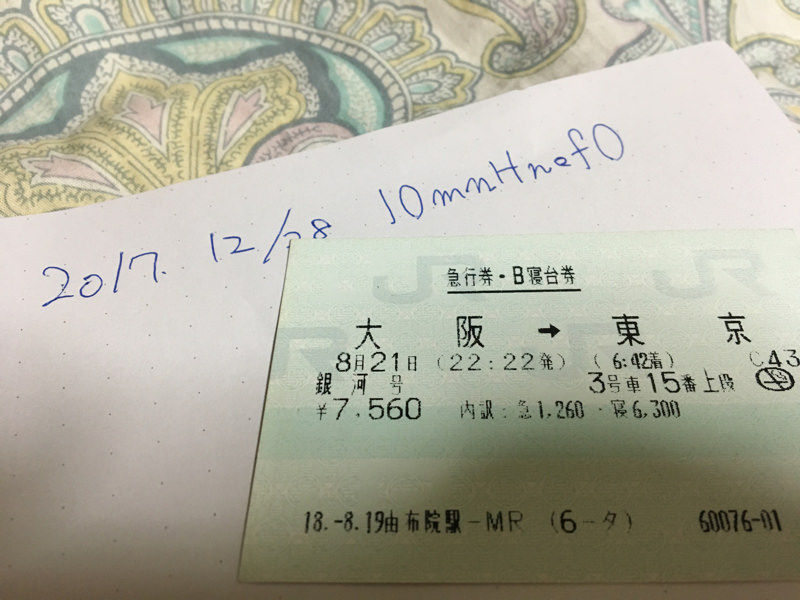 2017. 12/28 10mnHnef0
急行券・B寝台券
大阪 → 東京
8月21日 (22:22発) (6:42着) C43
銀河号 3号車15番上段
¥7,560 内訳:急1,260・寝6,300
18.-8.19由布院駅-MR (6-タ) 60076-01